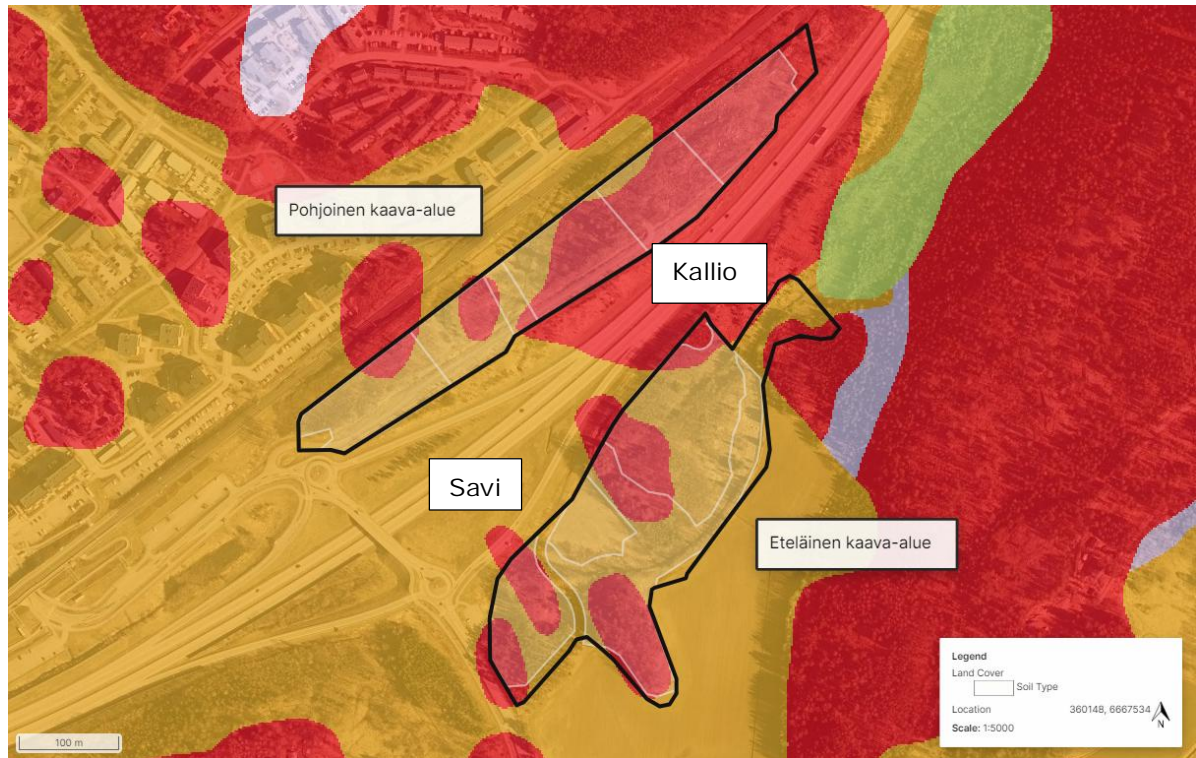 Pohjoinen kaava-alue
Kallio
Savi
Eteläinen kaava-alue
Legend
Land Cover
Soil Type
Location 360148, 6667534
Scale: 1:5000
N
100 m